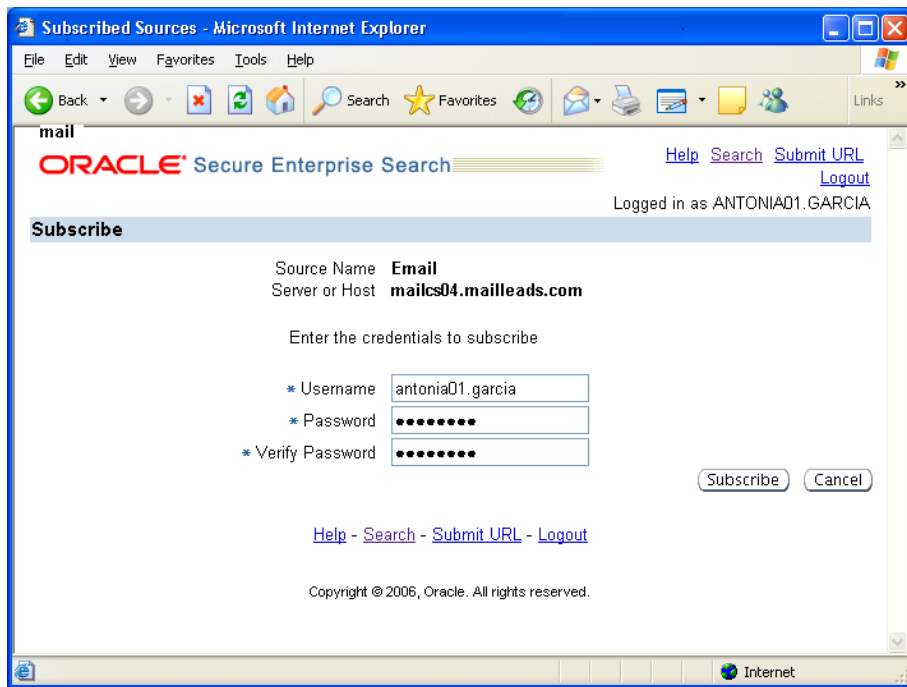 Subscribed Sources - Microsoft Internet Explorer
File Edit View Favorites Tools Help
Back Search Favorites Links »
mail
ORACLE® Secure Enterprise Search
Help Search Submit URL
Logout
Logged in as ANTONIA01.GARCIA
Subscribe
Source Name Email
Server or Host mailcs04.mailleads.com
Enter the credentials to subscribe
* Username antonia01.garcia
* Password ●●●●●●●●
* Verify Password ●●●●●●●●
Subscribe Cancel
Help - Search - Submit URL - Logout
Copyright © 2006, Oracle. All rights reserved.
Internet